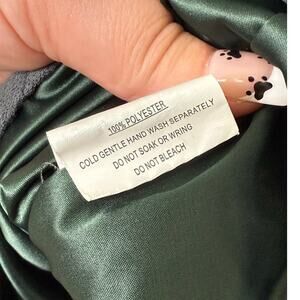 100% POLYESTER
COLD GENTLE HAND WASH SEPARATELY
DO NOT SOAK OR WRING
DO NOT BLEACH